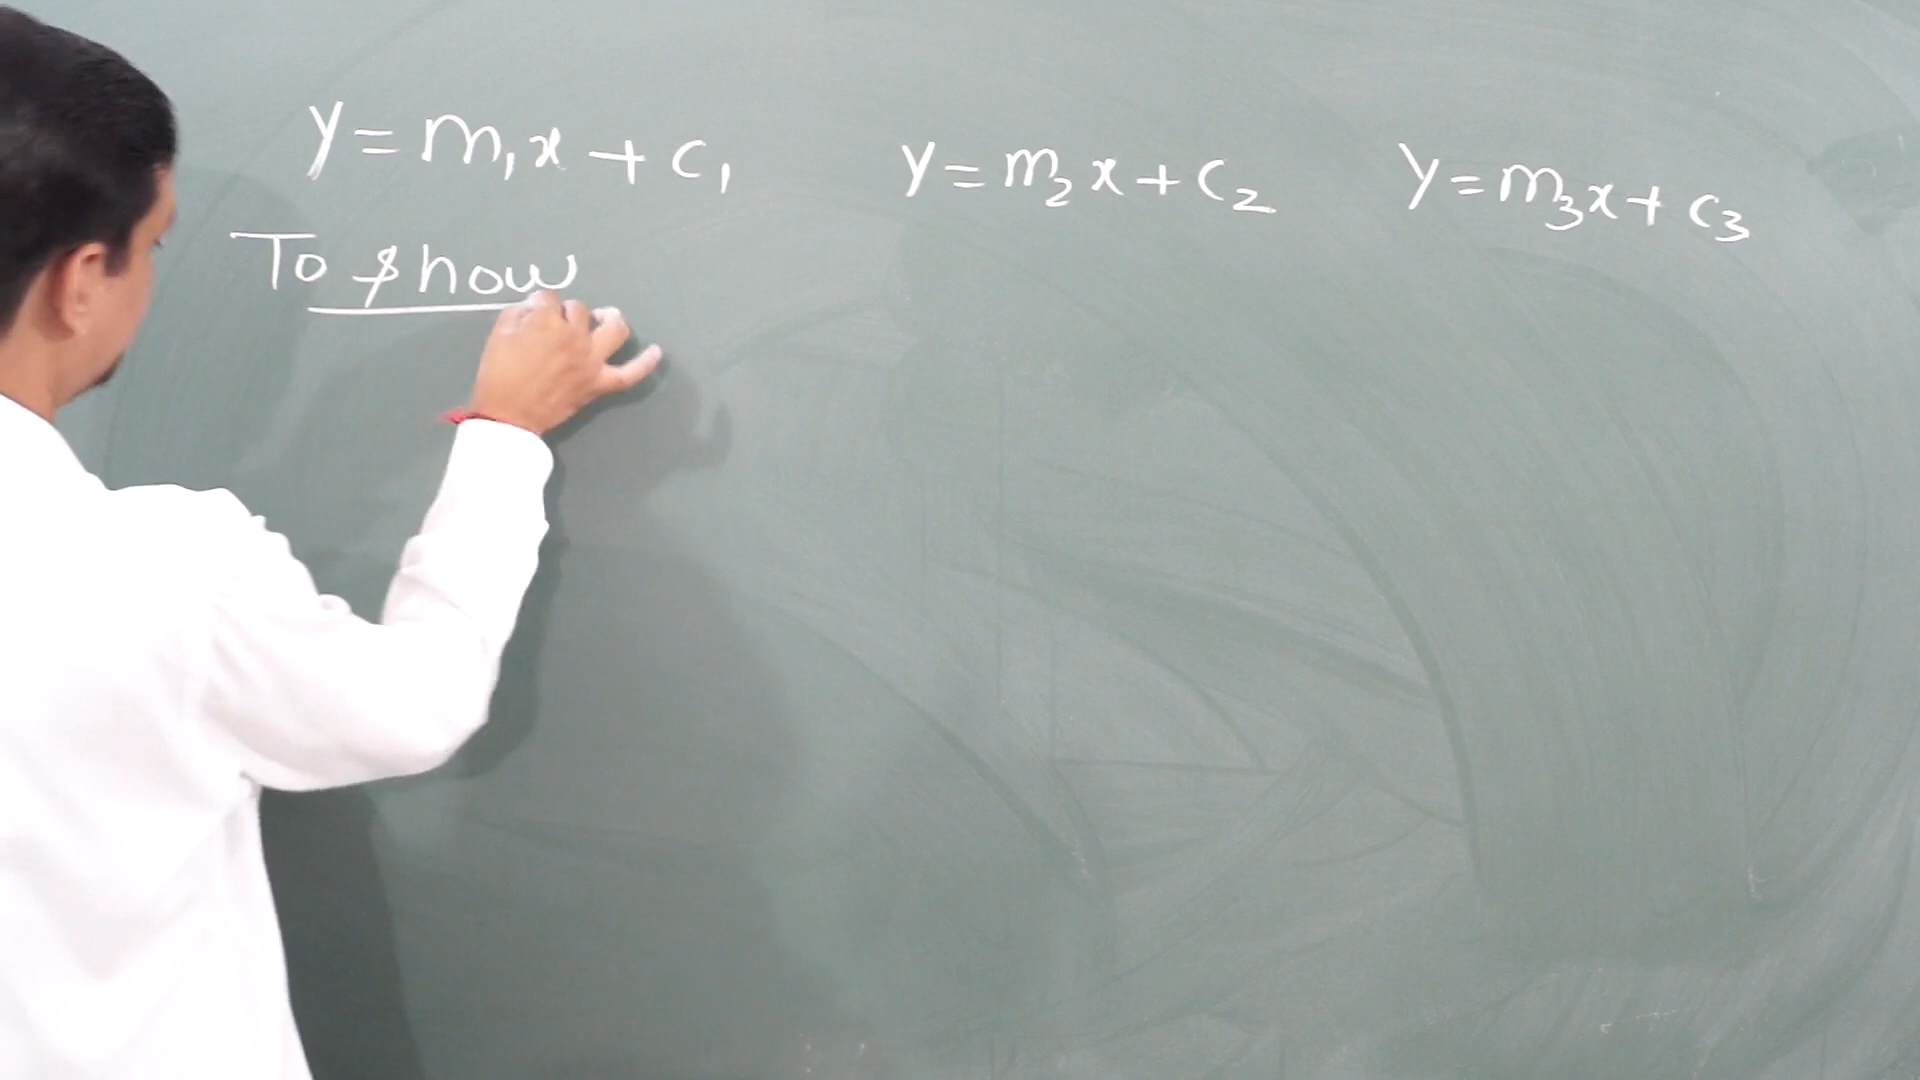 y = m₁x + c₁ y = m₂x + c₂ y = m₃x + c₃
To show